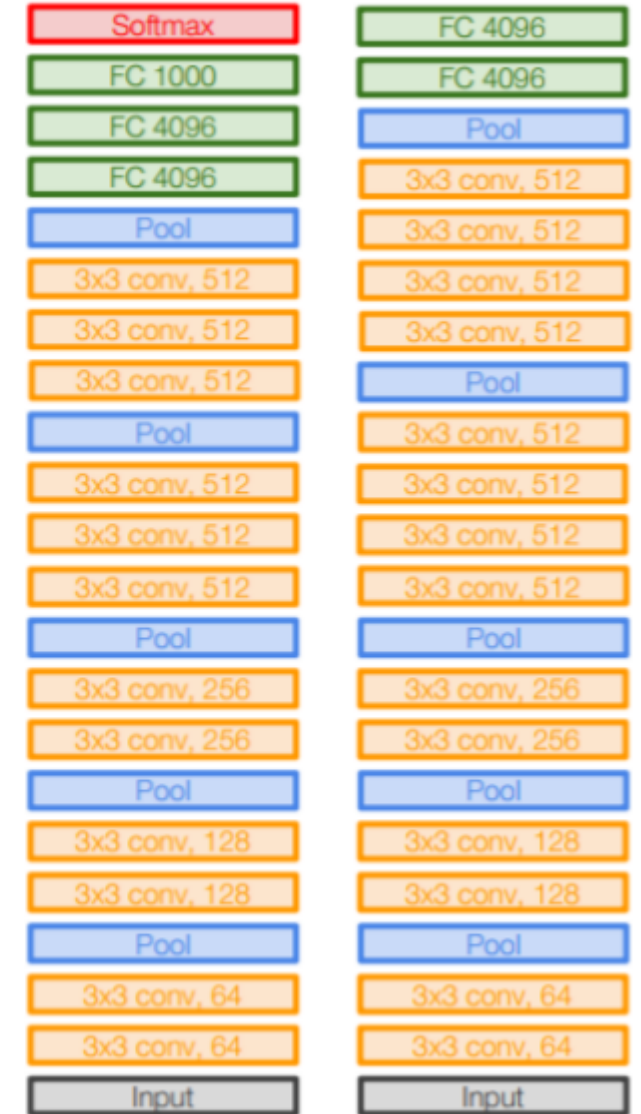 Softmax
FC 1000
FC 4096
FC 4096
Pool
3x3 conv, 512
3x3 conv, 512
3x3 conv, 512
Pool
3x3 conv, 512
3x3 conv, 512
3x3 conv, 512
Pool
3x3 conv, 256
3x3 conv, 256
Pool
3x3 conv, 128
3x3 conv, 128
Pool
3x3 conv, 64
3x3 conv, 64
Input
FC 4096
FC 4096
Pool
3x3 conv, 512
3x3 conv, 512
3x3 conv, 512
3x3 conv, 512
Pool
3x3 conv, 512
3x3 conv, 512
3x3 conv, 512
3x3 conv, 512
Pool
3x3 conv, 256
3x3 conv, 256
Pool
3x3 conv, 128
3x3 conv, 128
Pool
3x3 conv, 64
3x3 conv, 64
Input